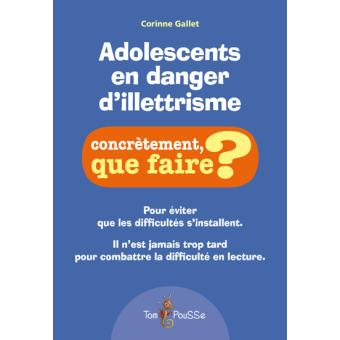 Corinne Gallet
Adolescents
en danger
d'illettrisme
concrètement,
que faire ?
Pour éviter
que les difficultés s'installent.
Il n'est jamais trop tard
pour combattre la difficulté en lecture.
Tom PouSSe